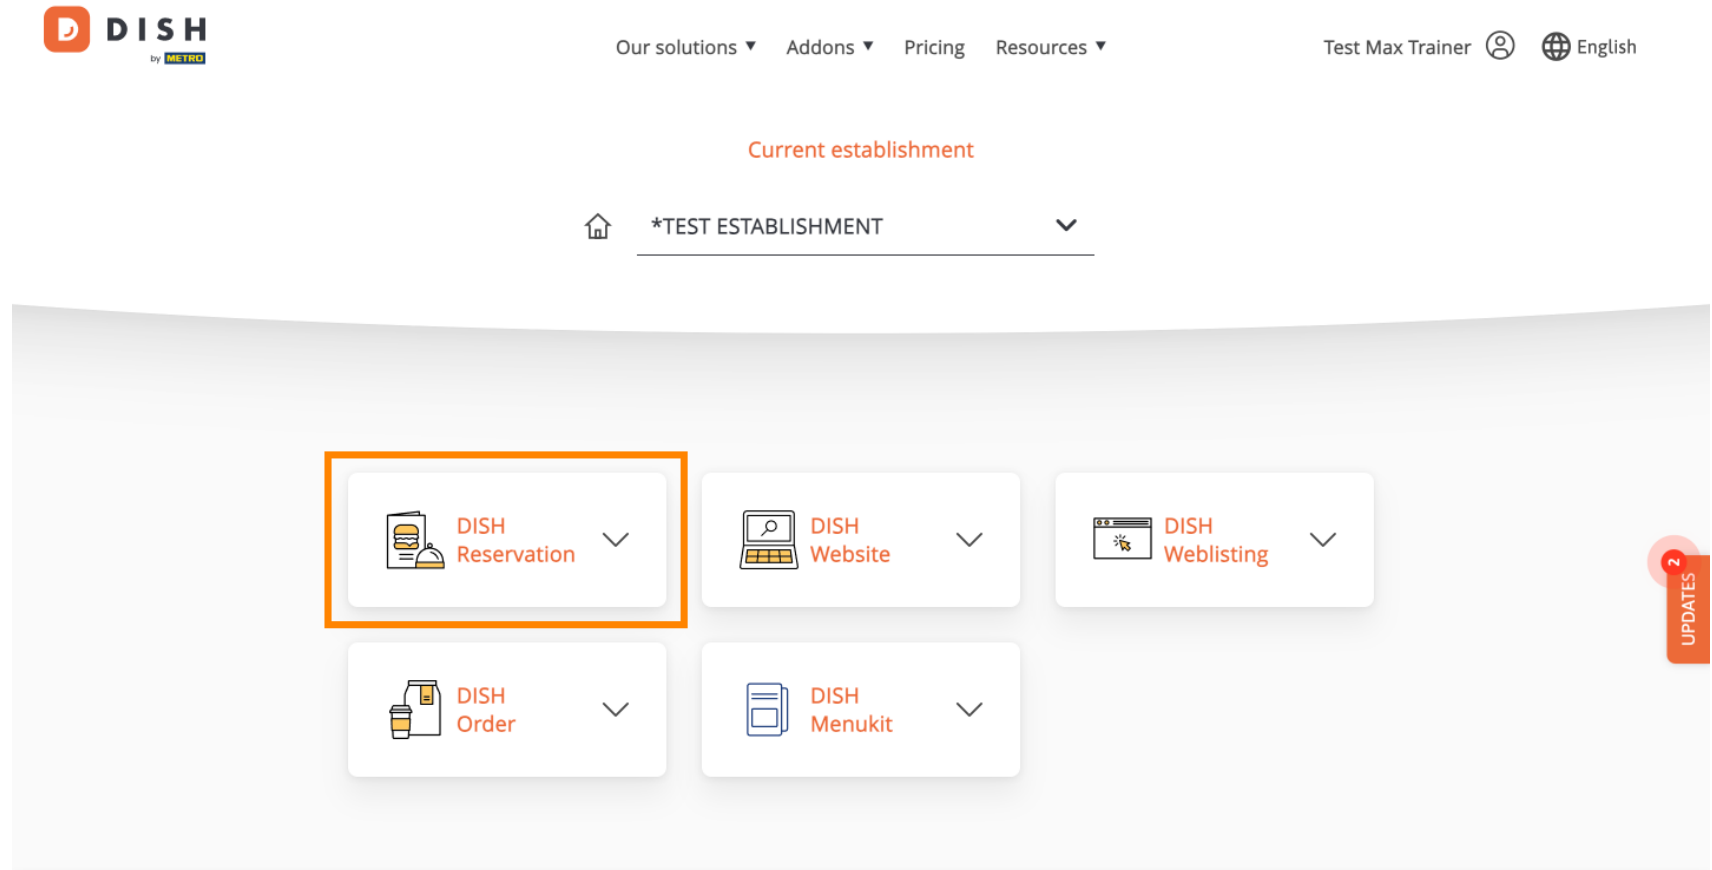 DISH
by METRO
Our solutions ▼ Addons ▼ Pricing Resources ▼ Test Max Trainer English
Current establishment
*TEST ESTABLISHMENT
DISH
Reservation
DISH
Website
DISH
Weblisting
DISH
Order
DISH
Menukit
2
UPDATES